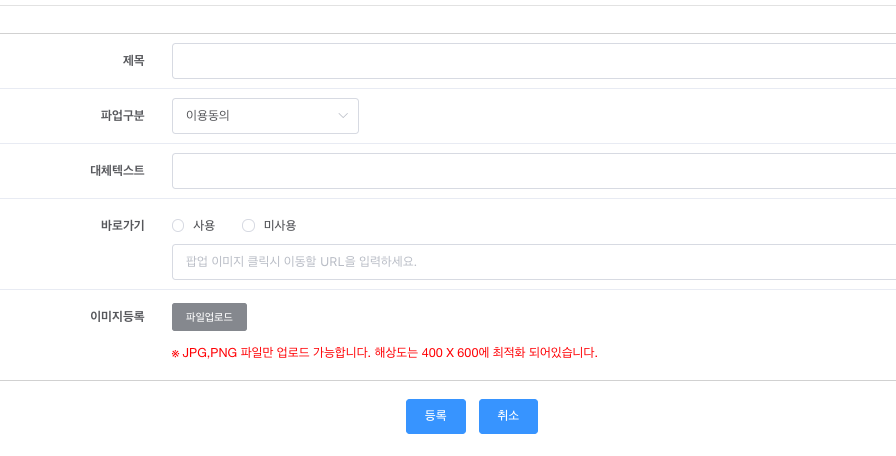 제목
파업구분 이용동의
대체텍스트
바로가기 사용 미사용
팝업 이미지 클릭시 이동할 URL을 입력하세요.
이미지등록 파일업로드
※ JPG,PNG 파일만 업로드 가능합니다. 해상도는 400 X 600에 최적화 되어있습니다.
등록 취소